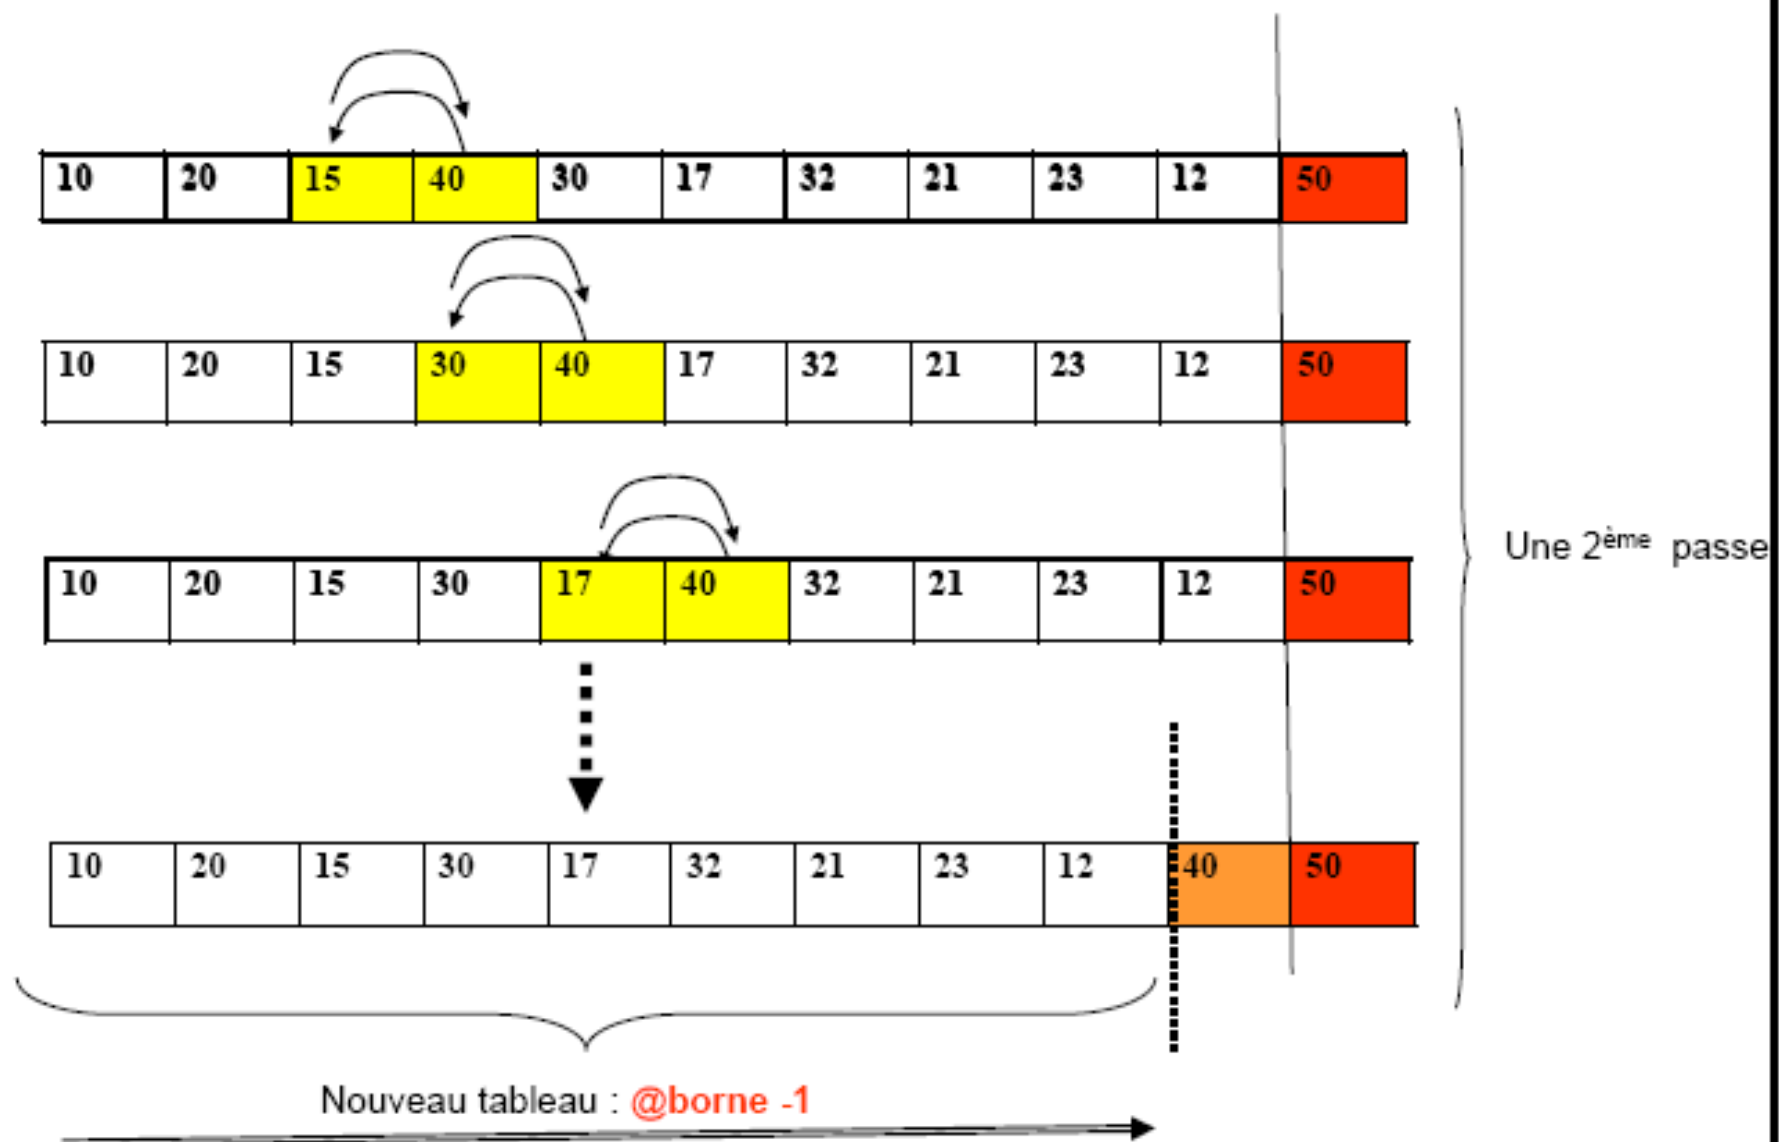 10 20 15 40 30 17 32 21 23 12 50
10 20 15 30 40 17 32 21 23 12 50
10 20 15 30 17 40 32 21 23 12 50
Une 2ème passe
10 20 15 30 17 32 21 23 12 40 50
Nouveau tableau : @borne -1